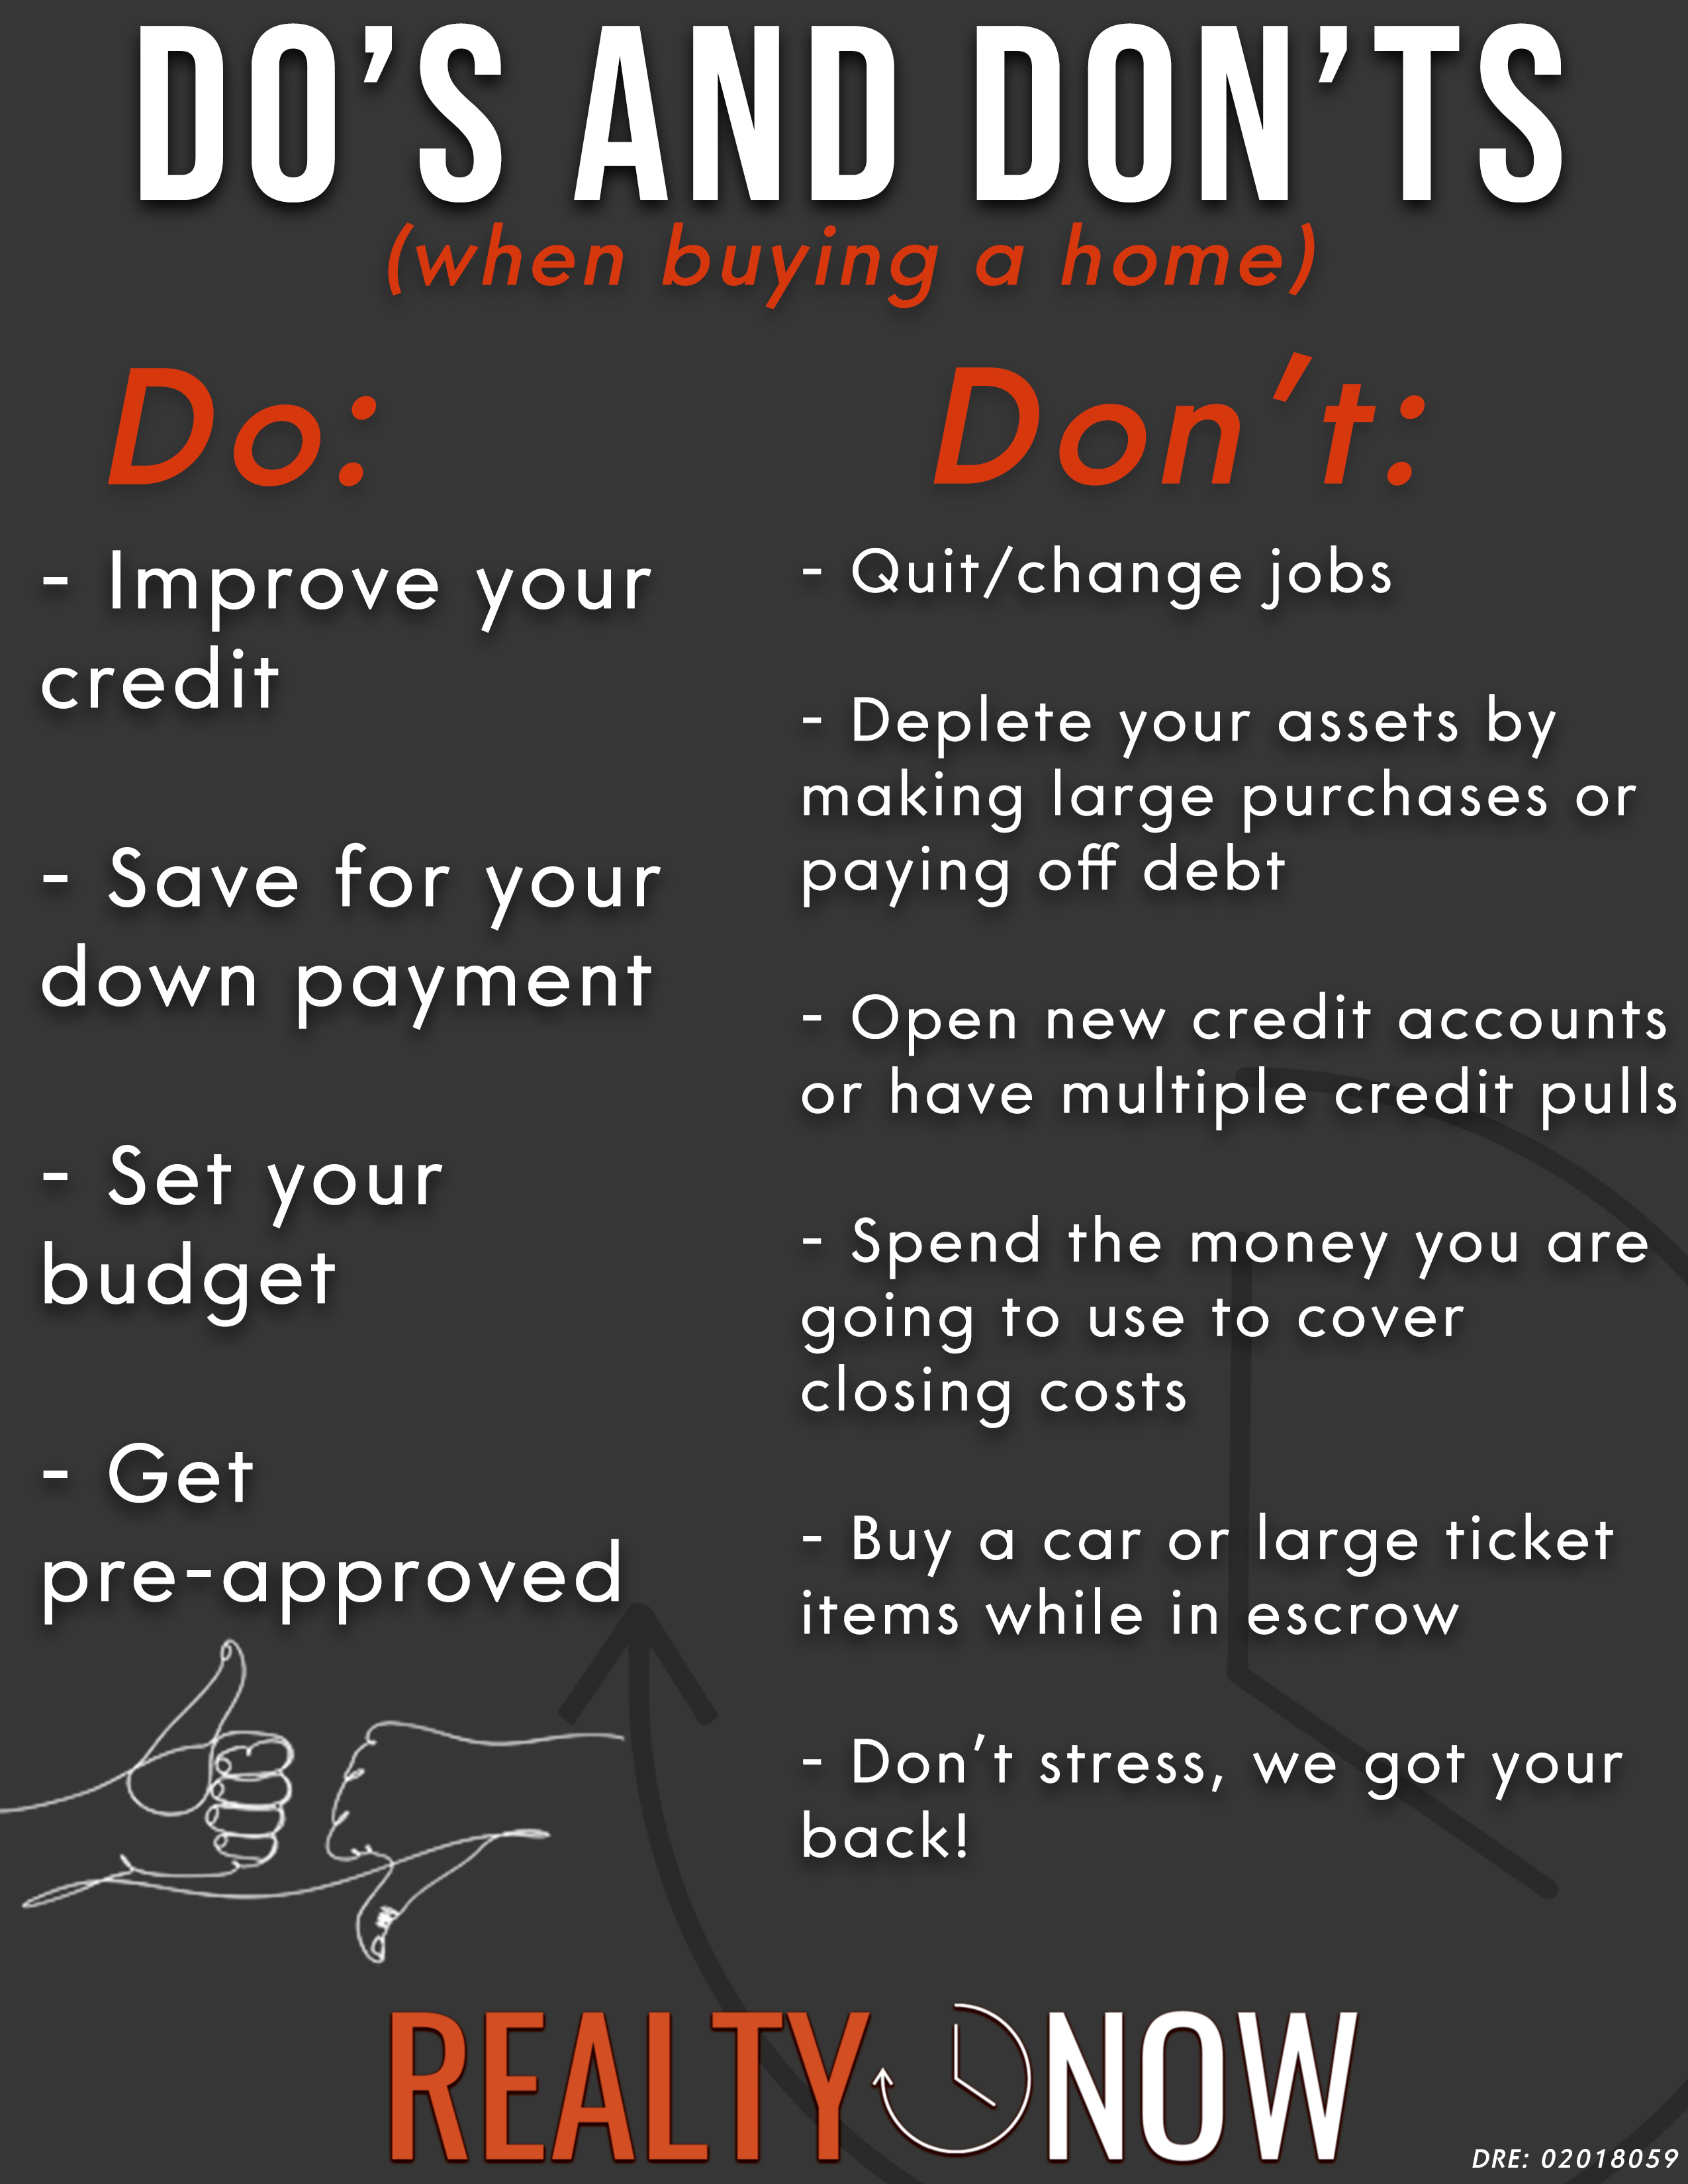 DO'S AND DON'TS
(when buying a home)
Do:
- Improve your
credit
- Save for your
down payment
- Set your
budget
- Get
pre-approved
Don't:
- Quit/change jobs
- Deplete your assets by
making large purchases or
paying off debt
- Open new credit accounts
or have multiple credit pulls
- Spend the money you are
going to use to cover
closing costs
- Buy a car or large ticket
items while in escrow
- Don't stress, we got your
back!
REALTY NOW
DRE: 02018059